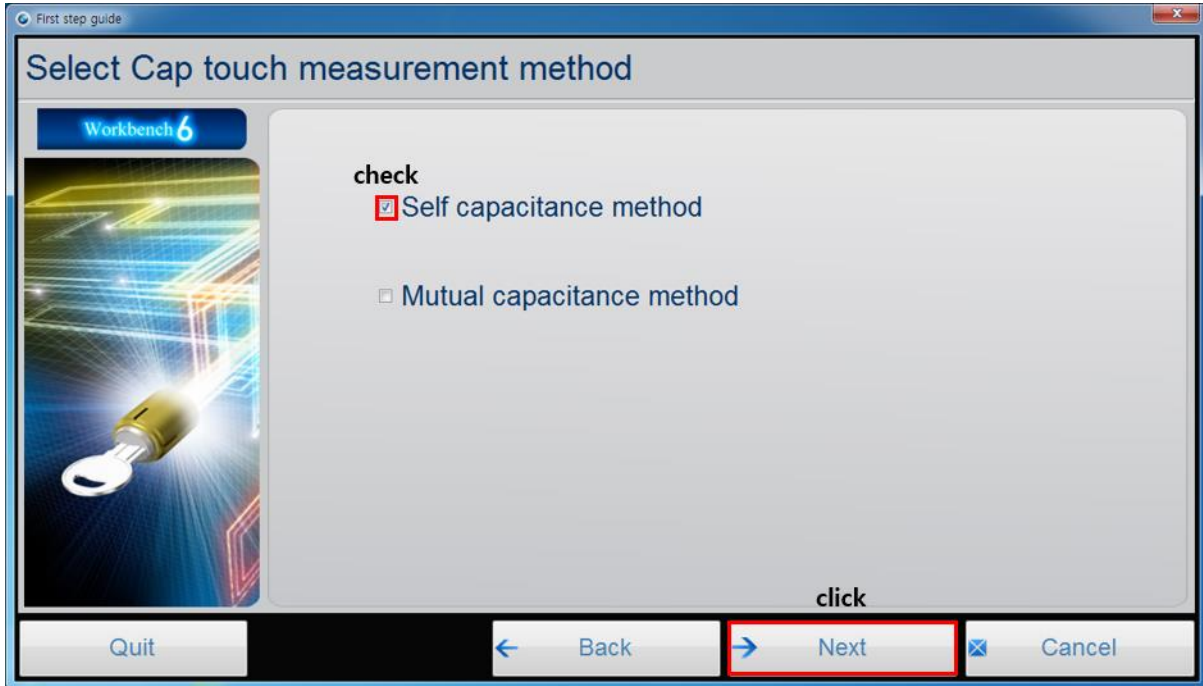 First step guide
Select Cap touch measurement method
Workbench 6
check
Self capacitance method
Mutual capacitance method
click
Quit
Back
Next
Cancel